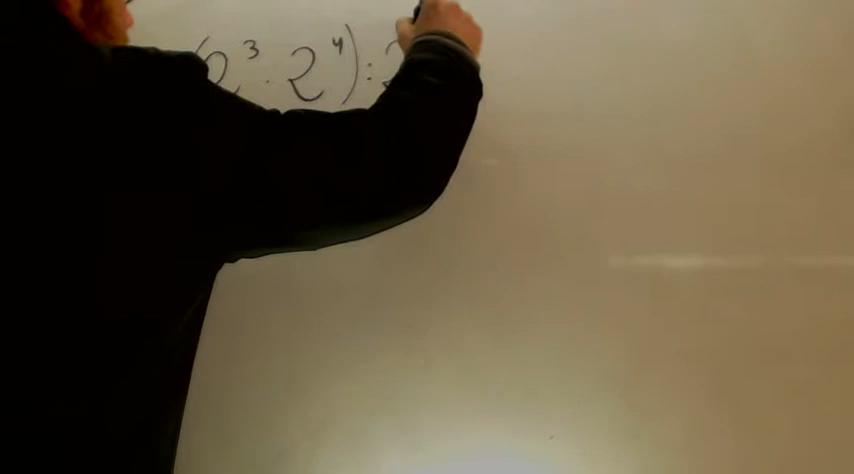 (2³ · 2⁴) :